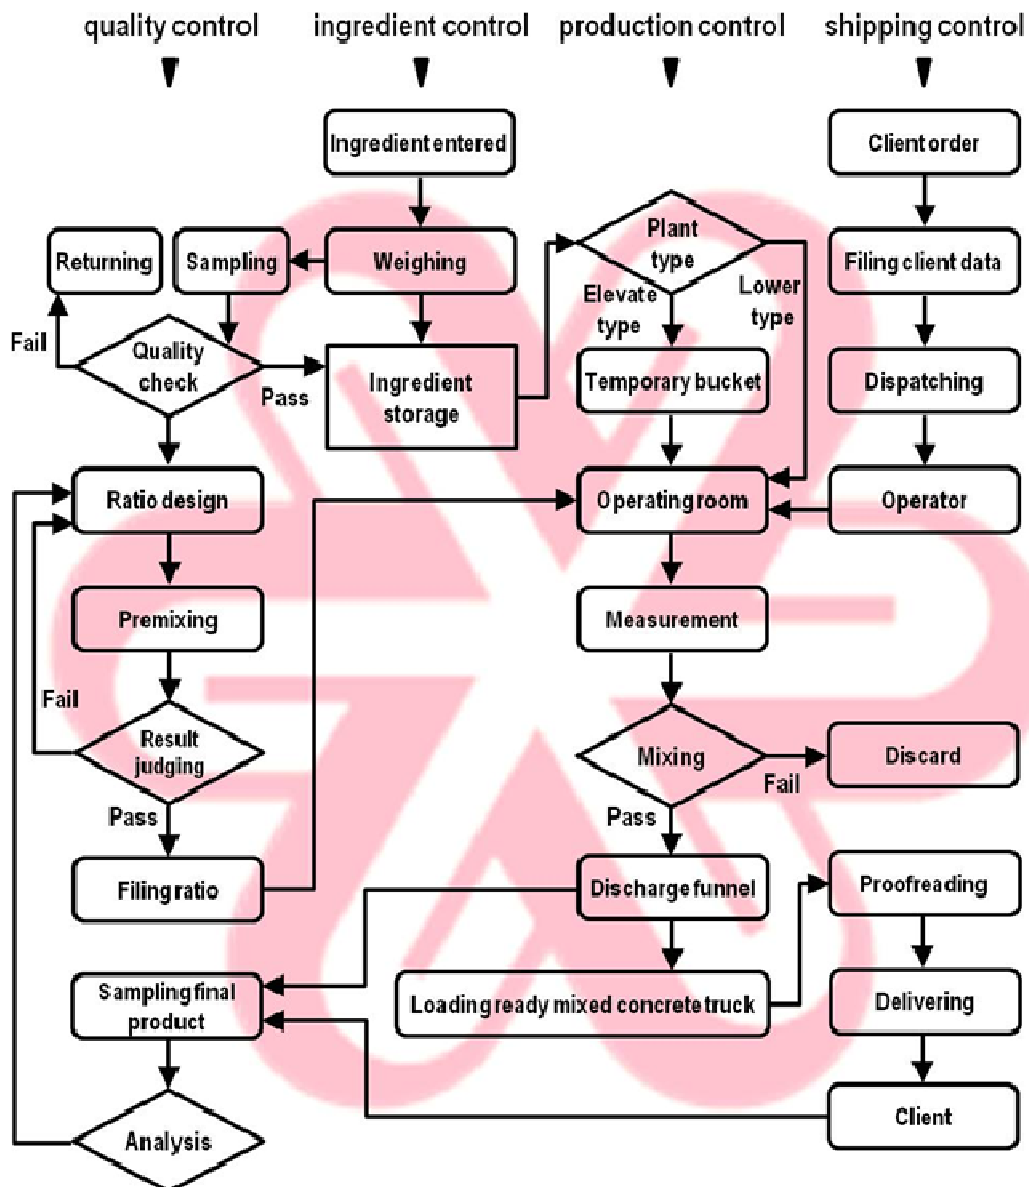 quality control
ingredient control
production control
shipping control
Ingredient entered
Client order
Plant
type
Returning
Sampling
Weighing
Filing client data
Elevate
type
Lower
type
Fail
Quality
check
Pass
Ingredient
storage
Temporary bucket
Dispatching
Ratio design
Operating room
Operator
Premixing
Measurement
Fail
Result
judging
Mixing
Fail
Discard
Pass
Pass
Filing ratio
Discharge funnel
Proofreading
Sampling final
product
Loading ready mixed concrete truck
Delivering
Analysis
Client